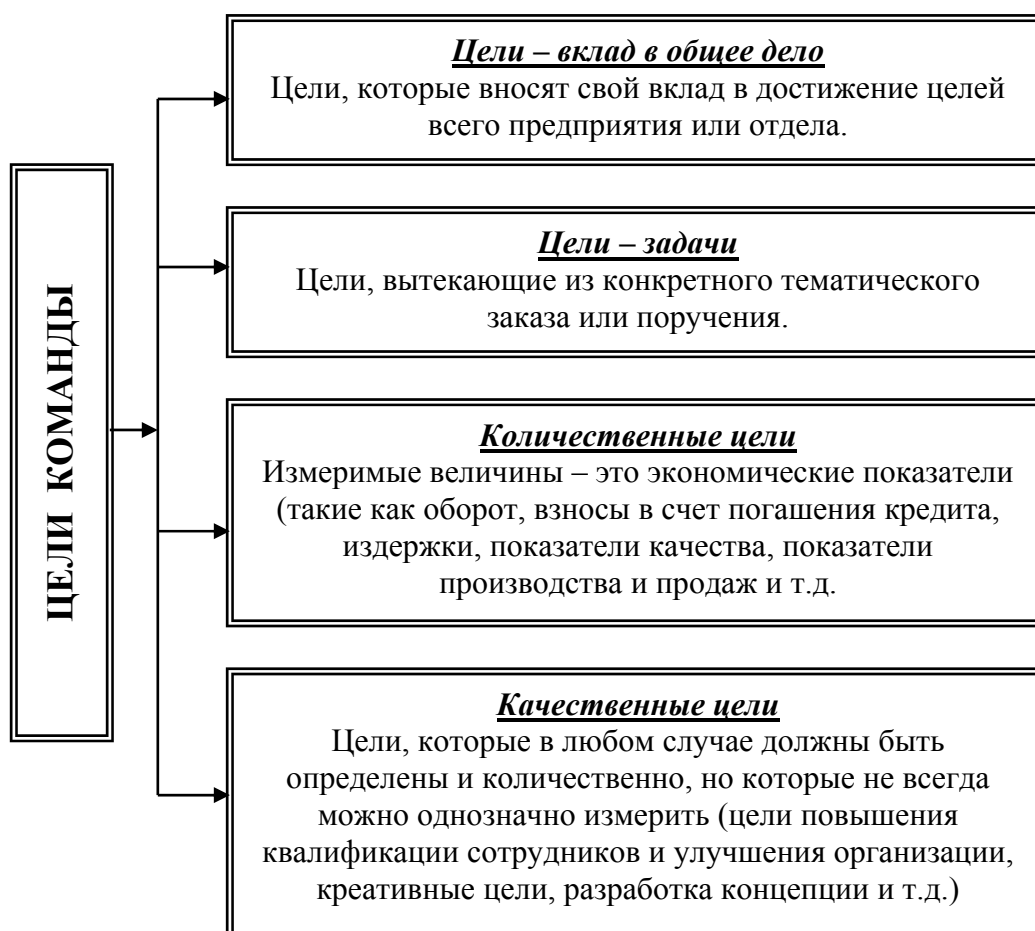 ЦЕЛИ КОМАНДЫ
Цели – вклад в общее дело
Цели, которые вносят свой вклад в достижение целей
всего предприятия или отдела.
Цели – задачи
Цели, вытекающие из конкретного тематического
заказа или поручения.
Количественные цели
Измеримые величины – это экономические показатели
(такие как оборот, взносы в счет погашения кредита,
издержки, показатели качества, показатели
производства и продаж и т.д.
Качественные цели
Цели, которые в любом случае должны быть
определены и количественно, но которые не всегда
можно однозначно измерить (цели повышения
квалификации сотрудников и улучшения организации,
креативные цели, разработка концепции и т.д.)